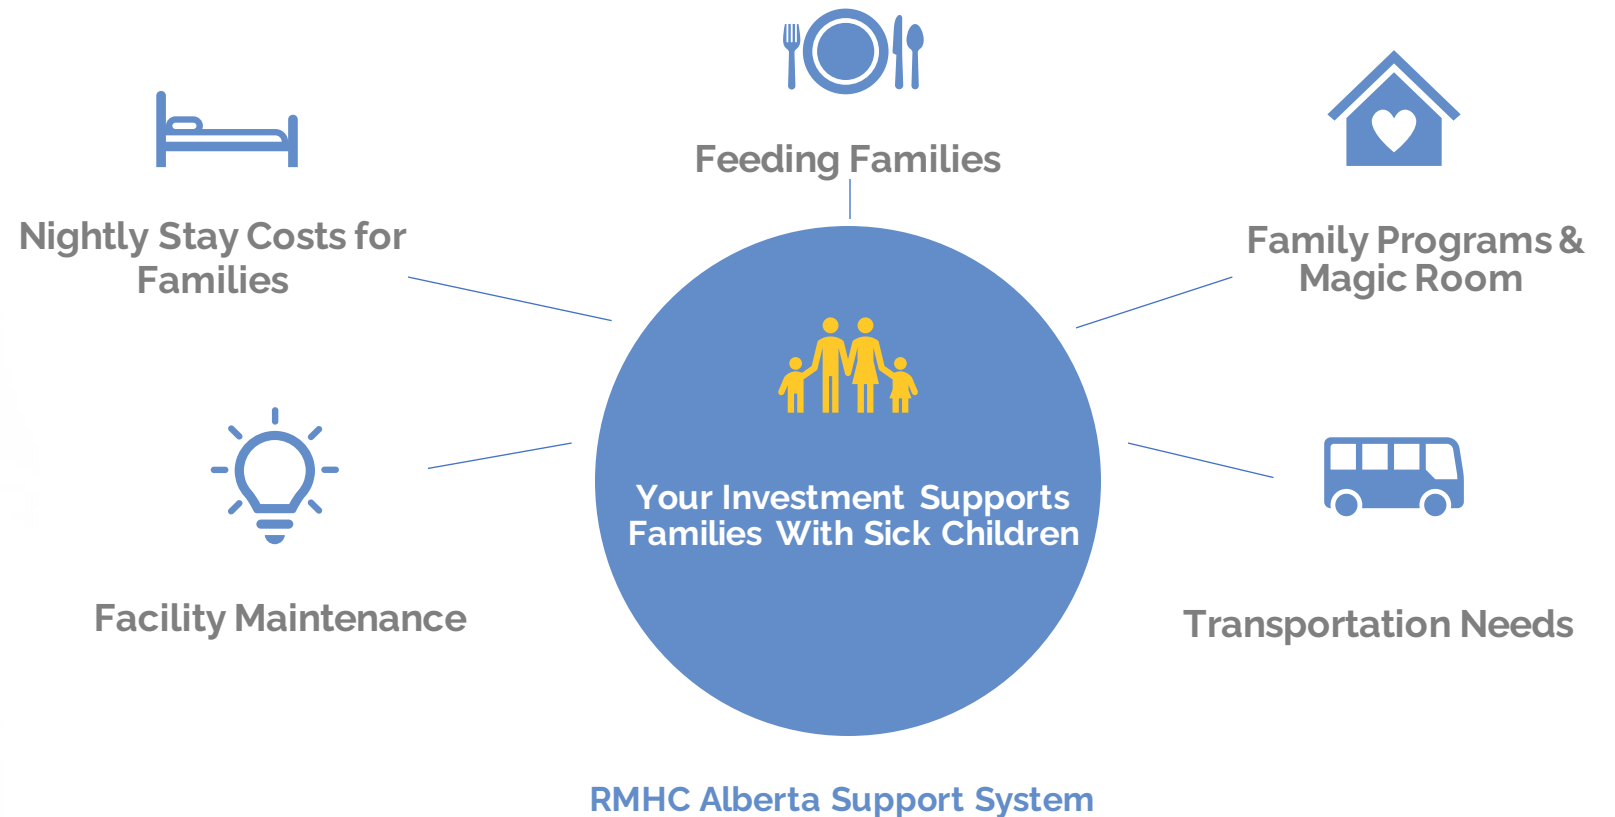 Feeding Families
Nightly Stay Costs for
Families
Family Programs &
Magic Room
Your Investment Supports
Families With Sick Children
Facility Maintenance
Transportation Needs
RMHC Alberta Support System